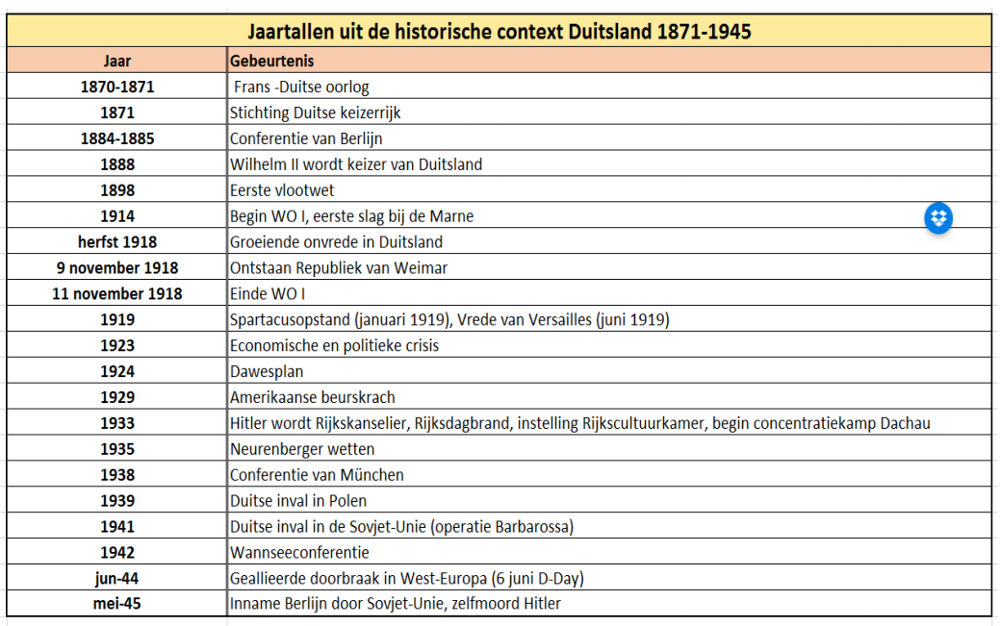 Jaartallen uit de historische context Duitsland 1871-1945
Jaar Gebeurtenis
1870-1871 Frans -Duitse oorlog
1871 Stichting Duitse keizerrijk
1884-1885 Conferentie van Berlijn
1888 Wilhelm II wordt keizer van Duitsland
1898 Eerste vlootwet
1914 Begin WO I, eerste slag bij de Marne
herfst 1918 Groeiende onvrede in Duitsland
9 november 1918 Ontstaan Republiek van Weimar
11 november 1918 Einde WO I
1919 Spartacusopstand (januari 1919), Vrede van Versailles (juni 1919)
1923 Economische en politieke crisis
1924 Dawesplan
1929 Amerikaanse beurskrach
1933 Hitler wordt Rijkskanselier, Rijksdagbrand, instelling Rijkscultuurkamer, begin concentratiekamp Dachau
1935 Neurenberger wetten
1938 Conferentie van München
1939 Duitse inval in Polen
1941 Duitse inval in de Sovjet-Unie (operatie Barbarossa)
1942 Wannseeconferentie
jun-44 Geallieerde doorbraak in West-Europa (6 juni D-Day)
mei-45 Inname Berlijn door Sovjet-Unie, zelfmoord Hitler